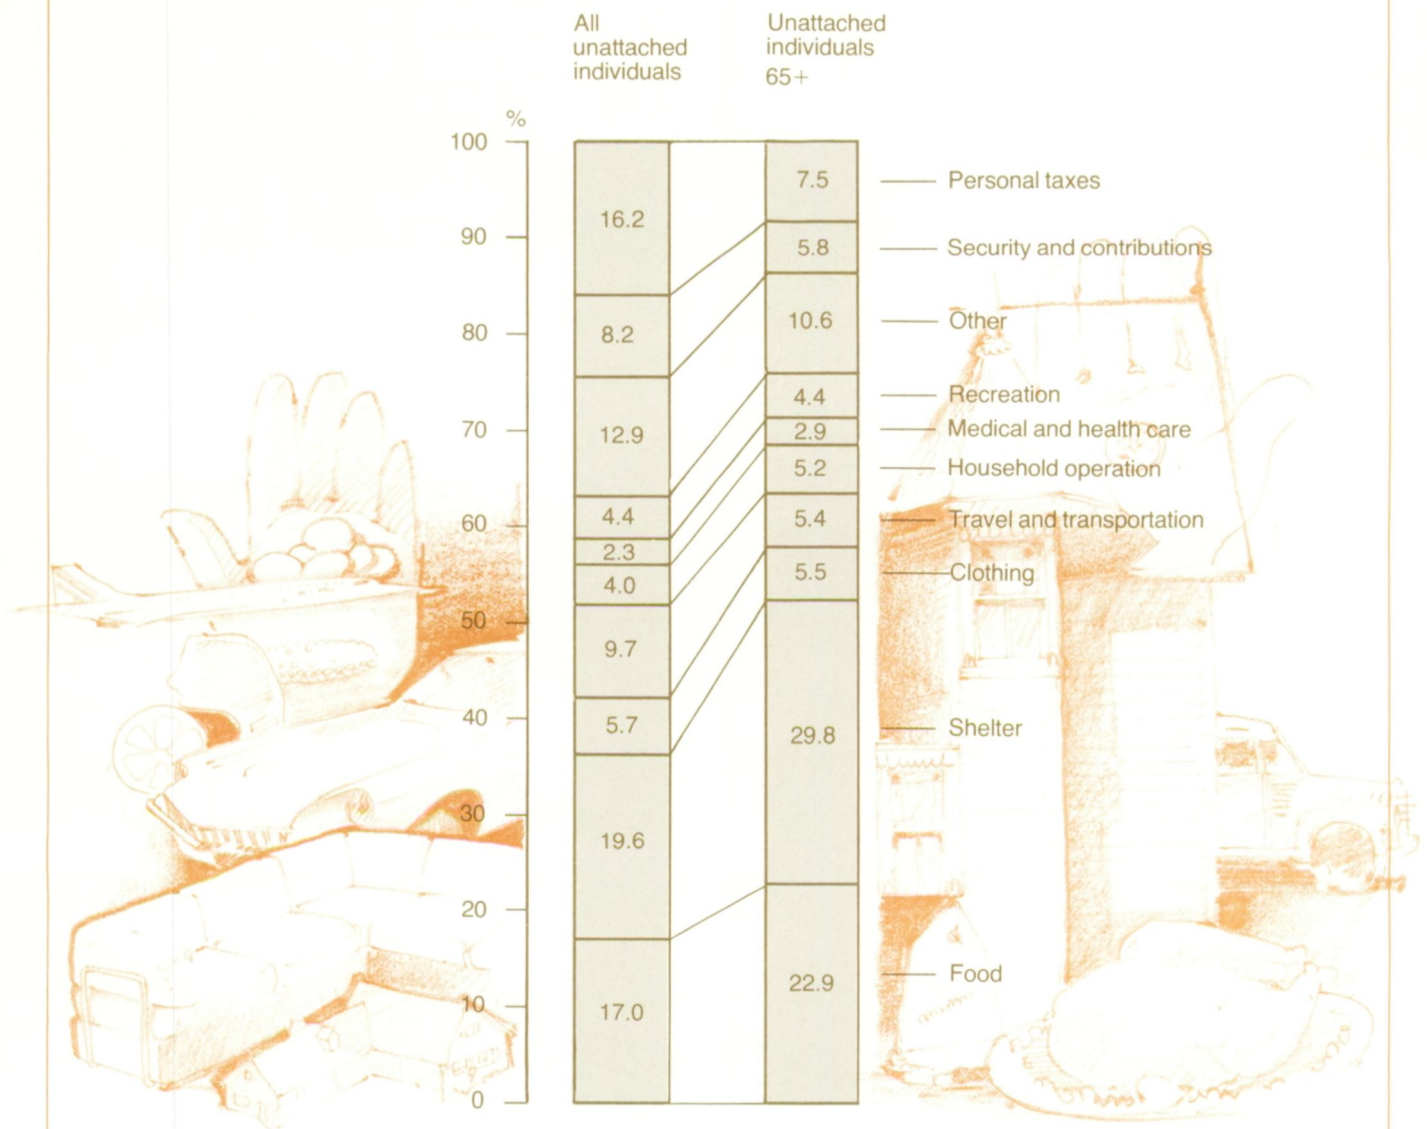 All
unattached
individuals
Unattached
individuals
65+
%
100
90
80
70
60
50
40
30
20
10
0
16.2
8.2
12.9
4.4
2.3
4.0
9.7
5.7
19.6
17.0
7.5
5.8
10.6
4.4
2.9
5.2
5.4
5.5
29.8
22.9
Personal taxes
Security and contributions
Other
Recreation
Medical and health care
Household operation
Travel and transportation
Clothing
Shelter
Food